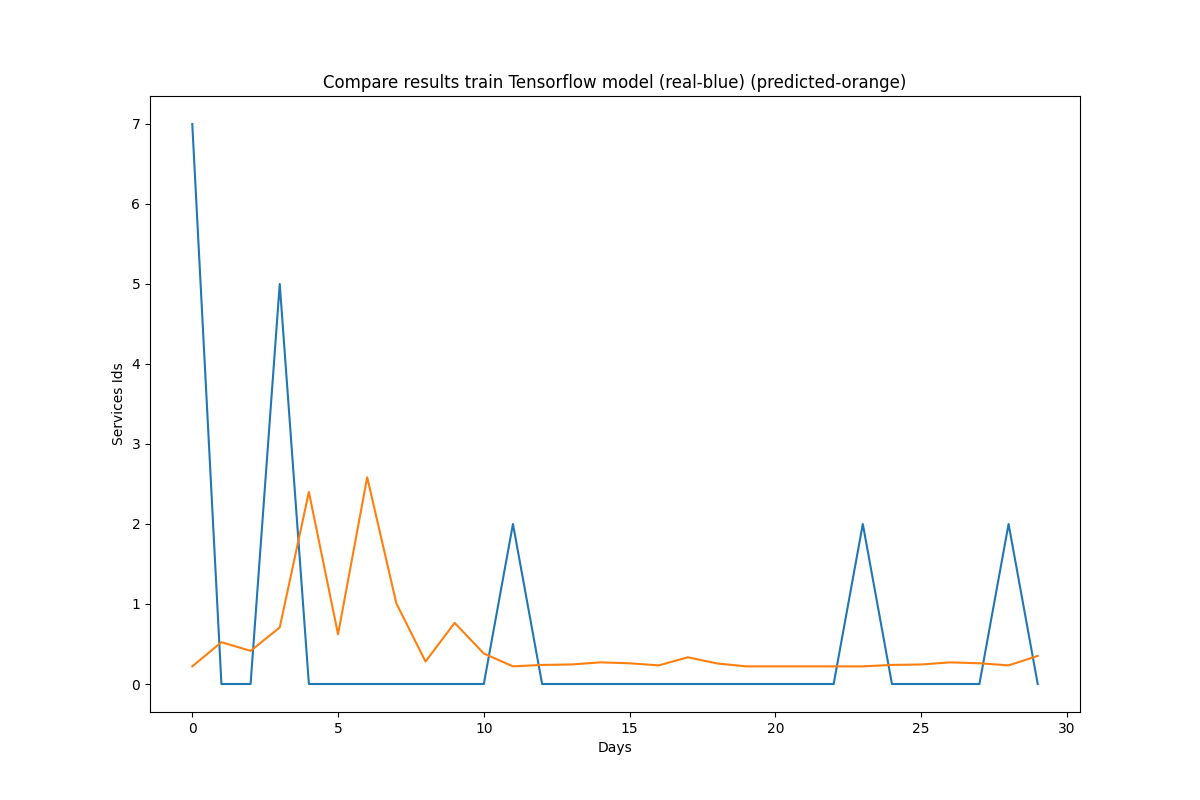 Compare results train Tensorflow model (real-blue) (predicted-orange)
7
6
5
4
3
2
1
0
Services Ids
0 5 10 15 20 25 30
Days